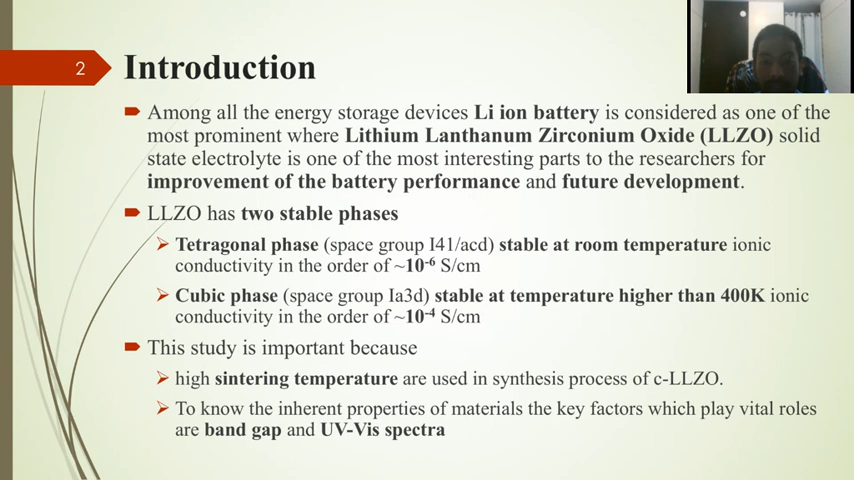 2
Introduction
Among all the energy storage devices Li ion battery is considered as one of the
most prominent where Lithium Lanthanum Zirconium Oxide (LLZO) solid
state electrolyte is one of the most interesting parts to the researchers for
improvement of the battery performance and future development.
LLZO has two stable phases
Tetragonal phase (space group I41/acd) stable at room temperature ionic
conductivity in the order of ~10⁻⁶ S/cm
Cubic phase (space group Ia3d) stable at temperature higher than 400K ionic
conductivity in the order of ~10⁻⁴ S/cm
This study is important because
high sintering temperature are used in synthesis process of c-LLZO.
To know the inherent properties of materials the key factors which play vital roles
are band gap and UV-Vis spectra